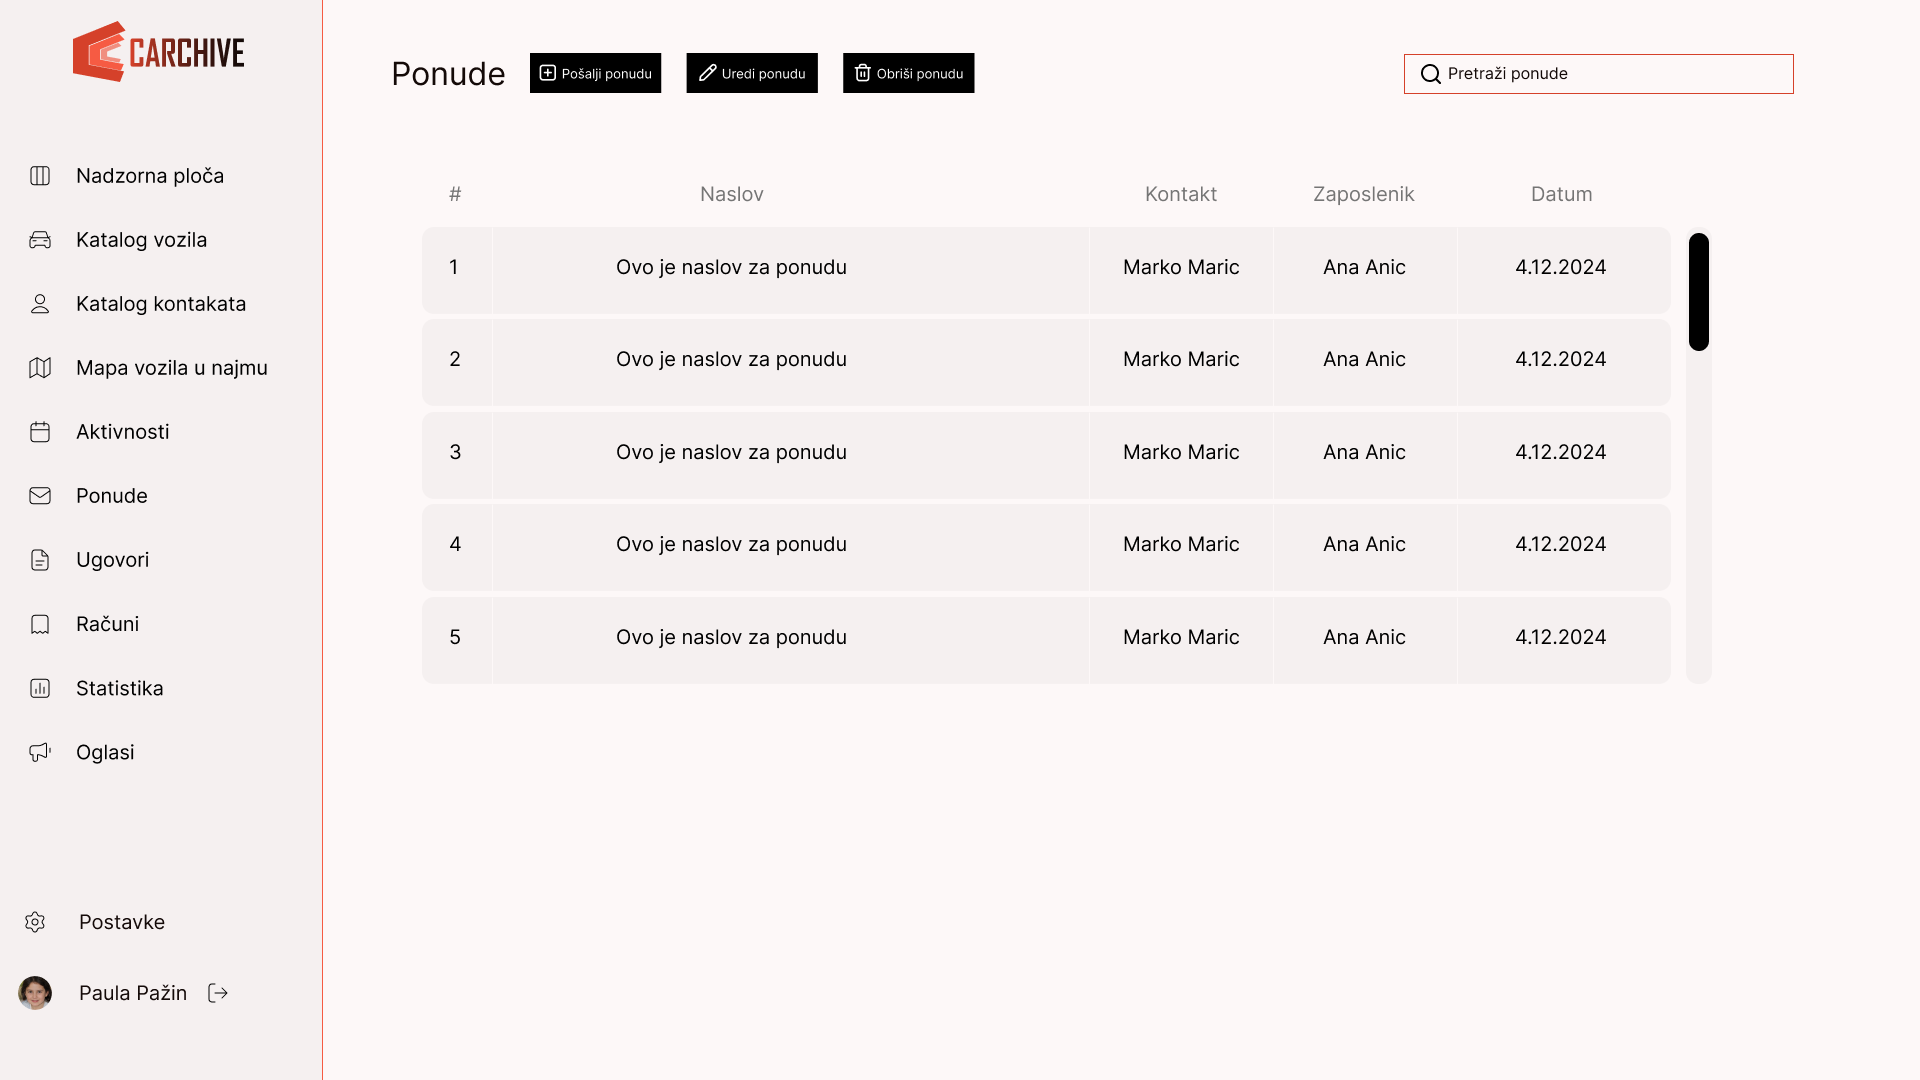 CARCHIVE
Nadzorna ploča
Katalog vozila
Katalog kontakata
Mapa vozila u najmu
Aktivnosti
Ponude
Ugovori
Računi
Statistika
Oglasi
Postavke
Paula Pažin
Ponude Pošalji ponudu Uredi ponudu Obriši ponudu Pretraži ponude
# Naslov Kontakt Zaposlenik Datum
1 Ovo je naslov za ponudu Marko Maric Ana Anic 4.12.2024
2 Ovo je naslov za ponudu Marko Maric Ana Anic 4.12.2024
3 Ovo je naslov za ponudu Marko Maric Ana Anic 4.12.2024
4 Ovo je naslov za ponudu Marko Maric Ana Anic 4.12.2024
5 Ovo je naslov za ponudu Marko Maric Ana Anic 4.12.2024